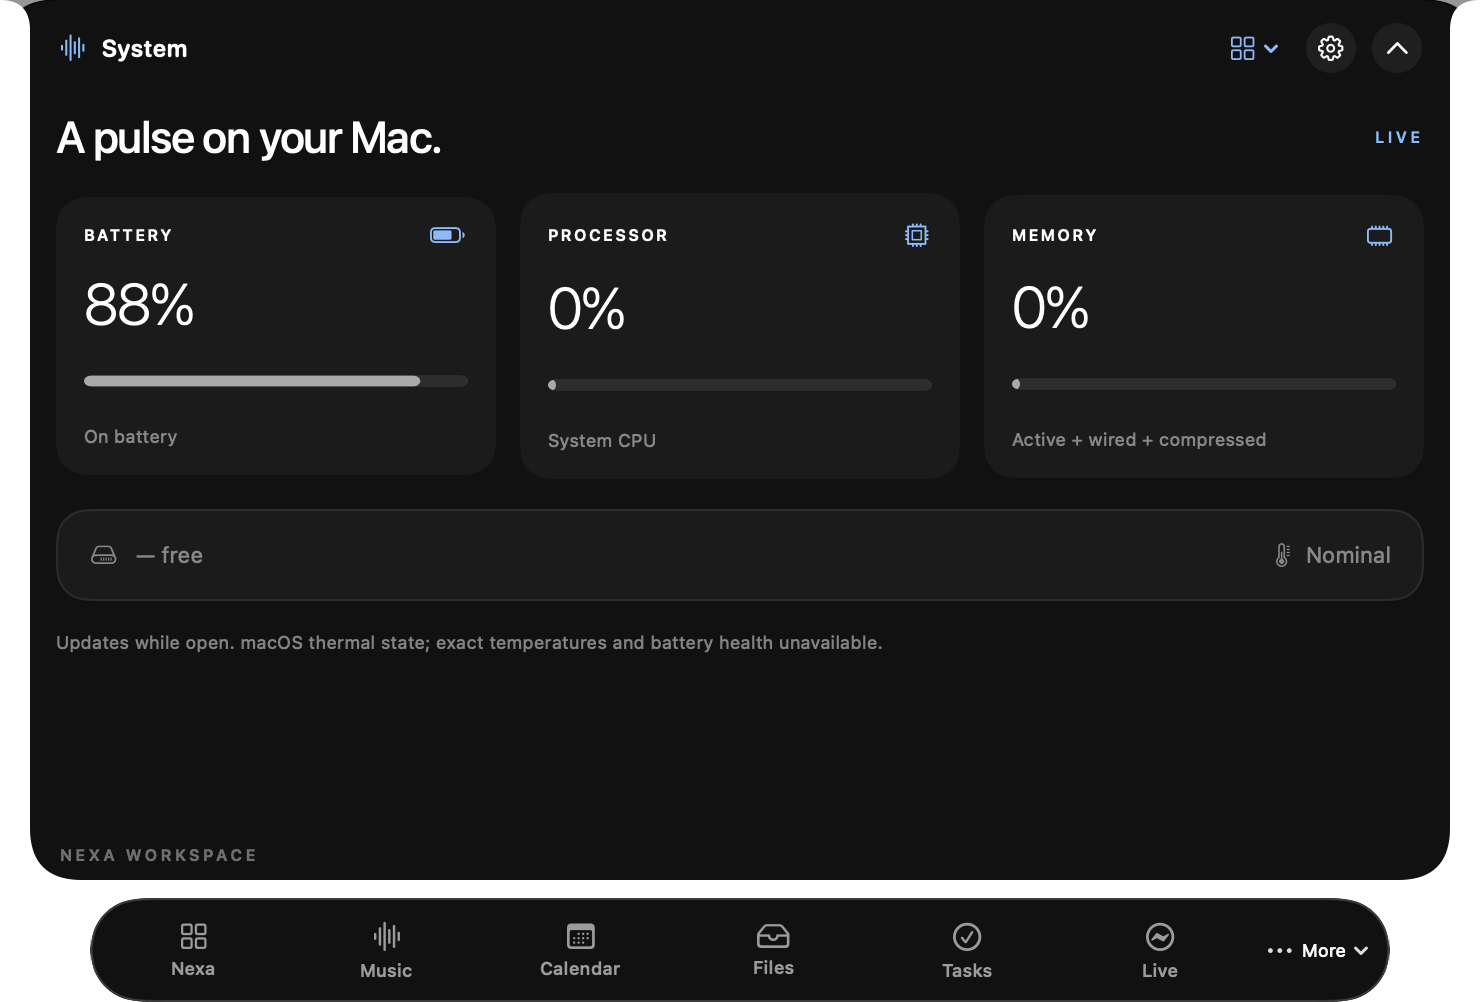 System
A pulse on your Mac.
LIVE
BATTERY
88%
On battery
PROCESSOR
0%
System CPU
MEMORY
0%
Active + wired + compressed
— free
Nominal
Updates while open. macOS thermal state; exact temperatures and battery health unavailable.
NEXA WORKSPACE
Nexa
Music
Calendar
Files
Tasks
Live
••• More